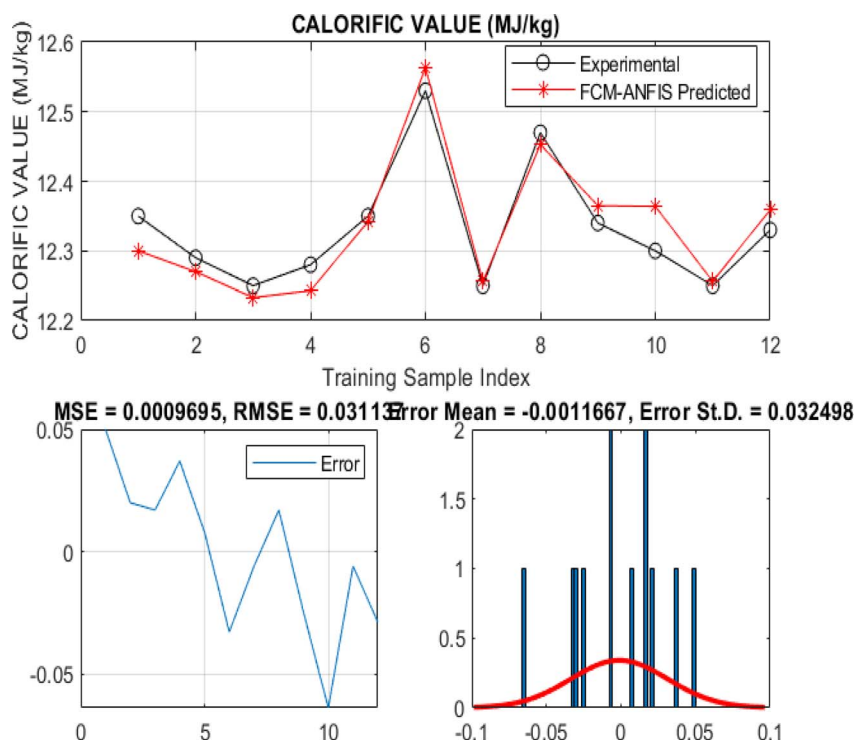 CALORIFIC VALUE (MJ/kg)
CALORIFIC VALUE (MJ/kg)
12.6
12.5
12.4
12.3
12.2
Experimental
FCM-ANFIS Predicted
0 2 4 6 8 10 12
Training Sample Index
MSE = 0.0009695, RMSE = 0.031137
0.05
0
-0.05
Error
0 5 10
Error Mean = -0.0011667, Error St.D. = 0.032498
2
1.5
1
0.5
0
-0.1 -0.05 0 0.05 0.1